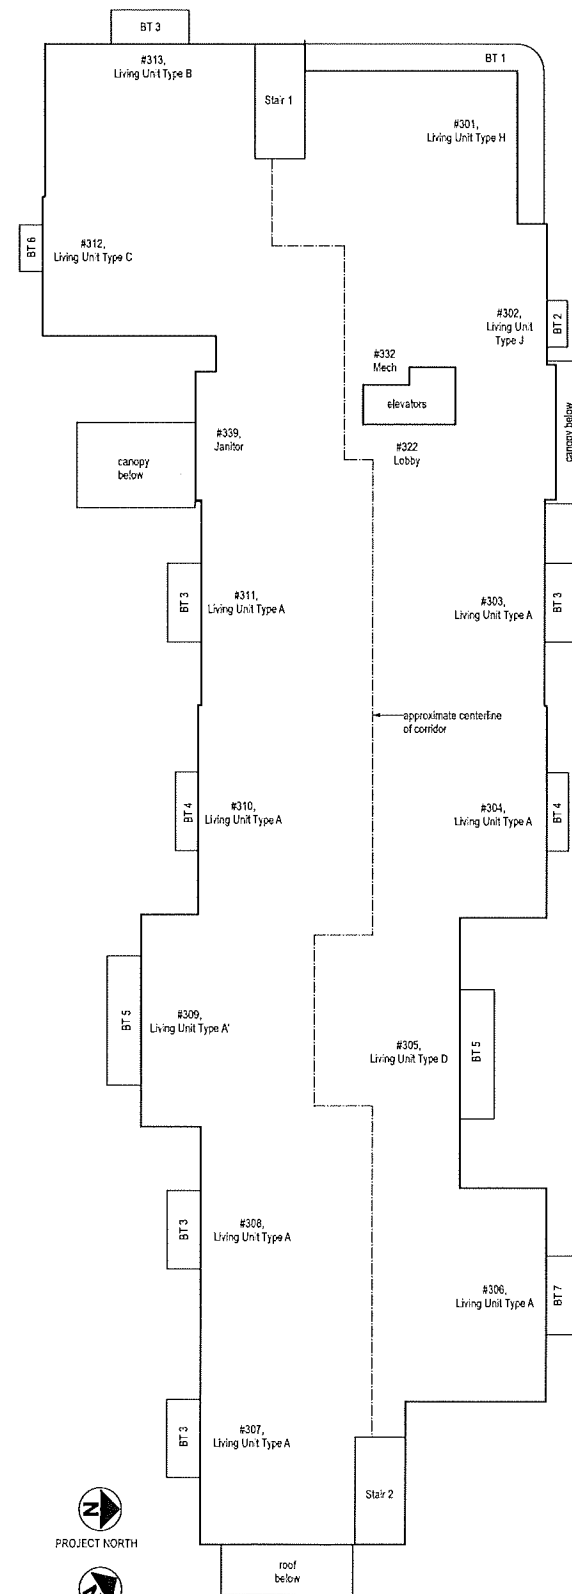 BT 3
#313,
Living Unit Type B
Stair 1
BT 1
#301,
Living Unit Type H
BT 6
#312,
Living Unit Type C
#302,
Living Unit
Type J
BT 2
#332
Mech
elevators
canopy below
#339,
Janitor
#322
Lobby
canopy
below
BT 3
#311,
Living Unit Type A
#303,
Living Unit Type A
BT 3
approximate centerline
of corridor
BT 4
#310,
Living Unit Type A
#304,
Living Unit Type A
BT 4
BT 5
#309,
Living Unit Type A'
#305,
Living Unit Type D
BT 5
BT 3
#308,
Living Unit Type A
#306,
Living Unit Type A
BT 7
BT 3
#307,
Living Unit Type A
Stair 2
N
PROJECT NORTH
roof
below